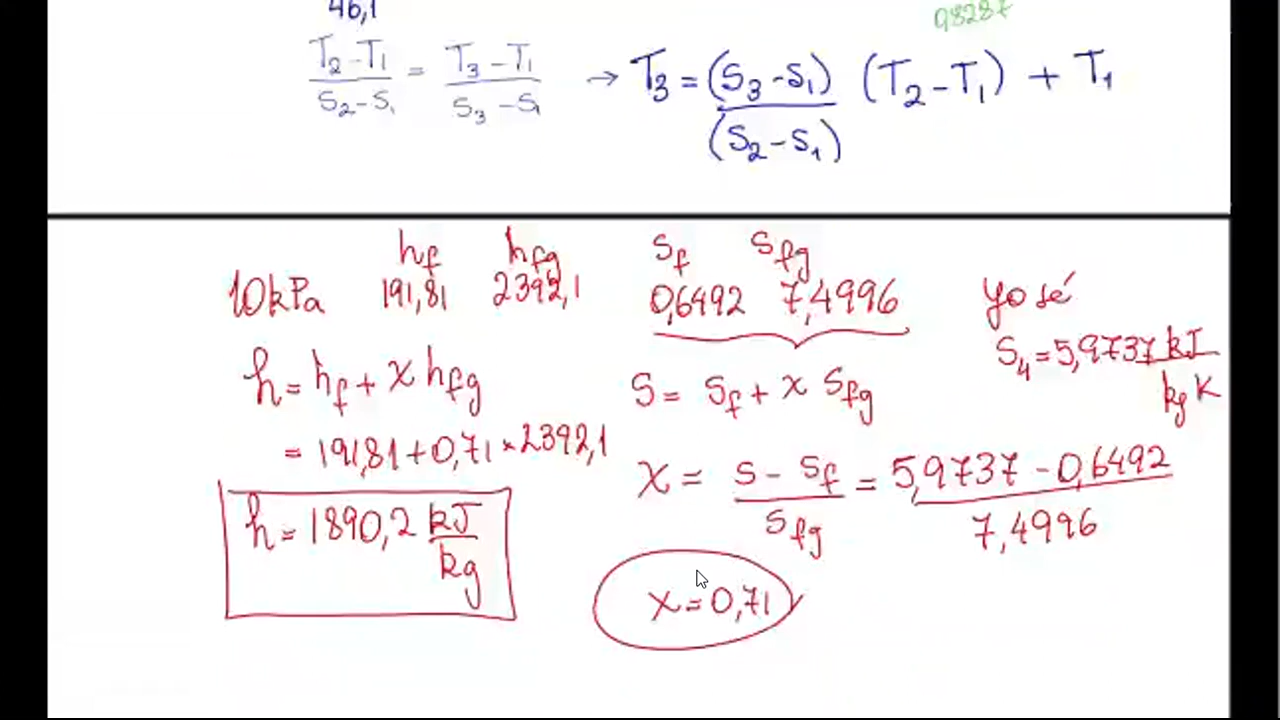 46,1
98287
T₂-T₁/S₂-S₁ = T₃-T₁/S₃-S₁ → T₃ = (S₃-S₁)/(S₂-S₁) (T₂-T₁) + T₁
hf hfg Sf Sfg
10kPa 191,81 2392,1 0,6492 7,4996 yo sé
S₄ = 5,9737 kJ/kg K
h = hf + x hfg S = Sf + x Sfg
= 191,81 + 0,71 × 2392,1
x = S - Sf/Sfg = 5,9737 - 0,6492/7,4996
h = 1890,2 kJ/kg
x = 0,71